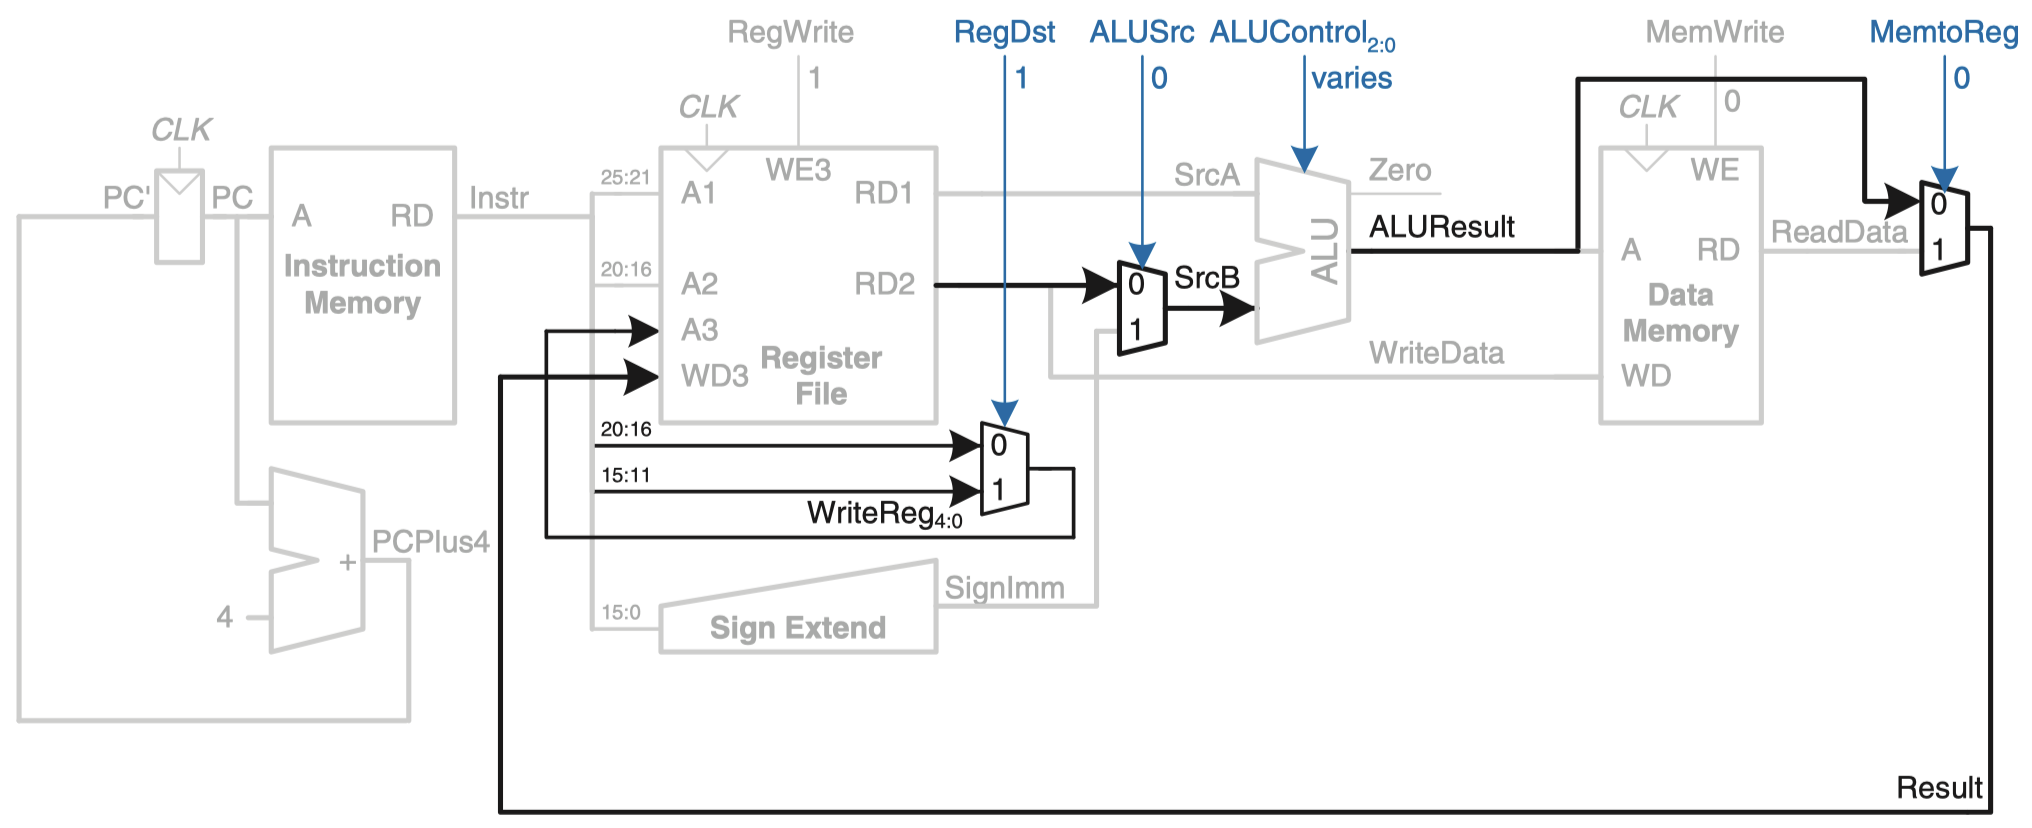 RegWrite RegDst ALUSrc ALUControl2:0 MemWrite MemtoReg
1 1 0 varies 0 0
CLK CLK CLK
PC' PC A RD Instr
Instruction
Memory
25:21 A1 WE3 RD1 SrcA Zero
20:16 A2 RD2 0 SrcB ALU ALUResult
A3 1
WD3 Register
File
WE
A RD ReadData 0
1
Data
Memory
WriteData WD
20:16 0
15:11 1
WriteReg4:0
PCPlus4
+
4
15:0 Sign Extend SignImm
Result